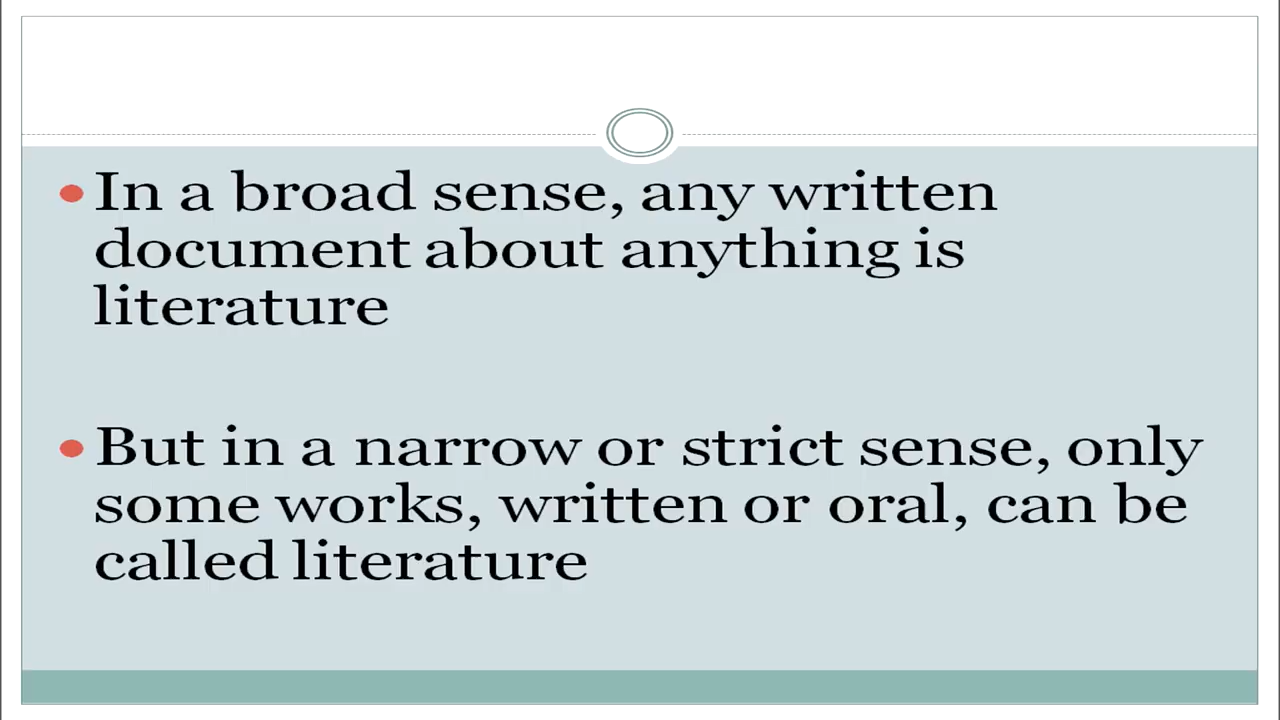 In a broad sense, any written
document about anything is
literature
But in a narrow or strict sense, only
some works, written or oral, can be
called literature